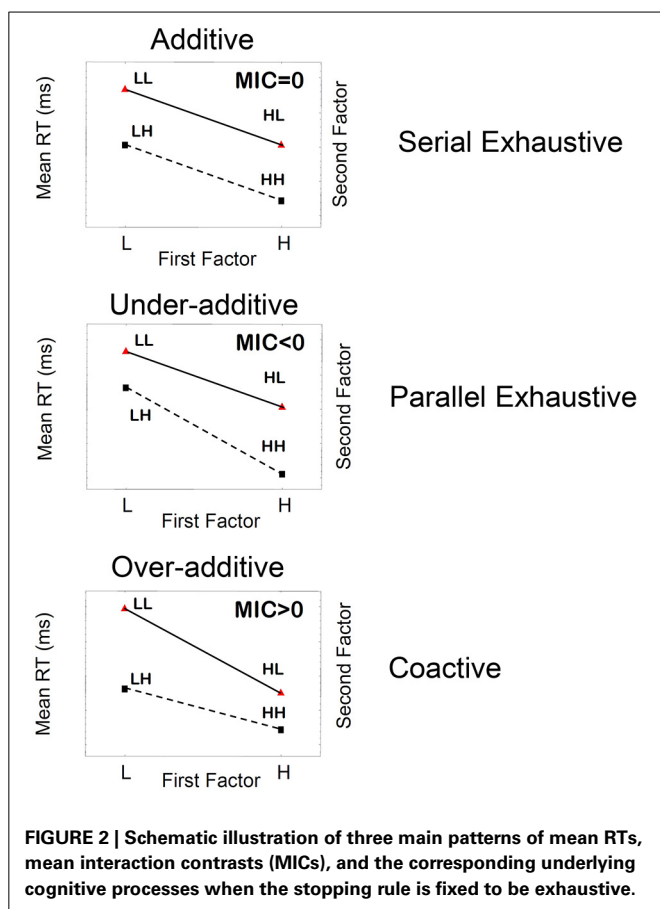 Additive
MIC=0
LL
HL
LH
HH
Mean RT (ms)
Second Factor
L
H
First Factor
Serial Exhaustive
Under-additive
MIC<0
LL
HL
LH
HH
Mean RT (ms)
Second Factor
L
H
First Factor
Parallel Exhaustive
Over-additive
MIC>0
LL
HL
LH
HH
Mean RT (ms)
Second Factor
L
H
First Factor
Coactive
FIGURE 2 | Schematic illustration of three main patterns of mean RTs,
mean interaction contrasts (MICs), and the corresponding underlying
cognitive processes when the stopping rule is fixed to be exhaustive.